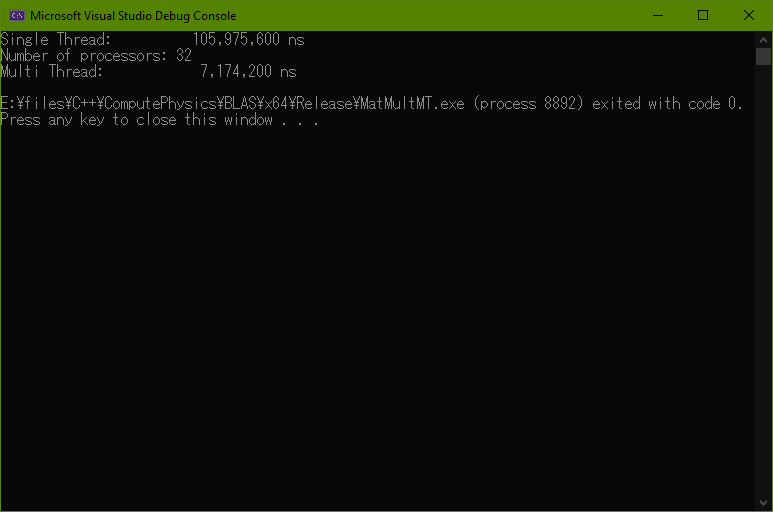 Microsoft Visual Studio Debug Console
Single Thread:          105,975,600 ns
Number of processors: 32
Multi Thread:            7,174,200 ns
E:¥files¥C++¥ComputePhysics¥BLAS¥x64¥Release¥MatMultMT.exe (process 8892) exited with code 0.
Press any key to close this window . . .